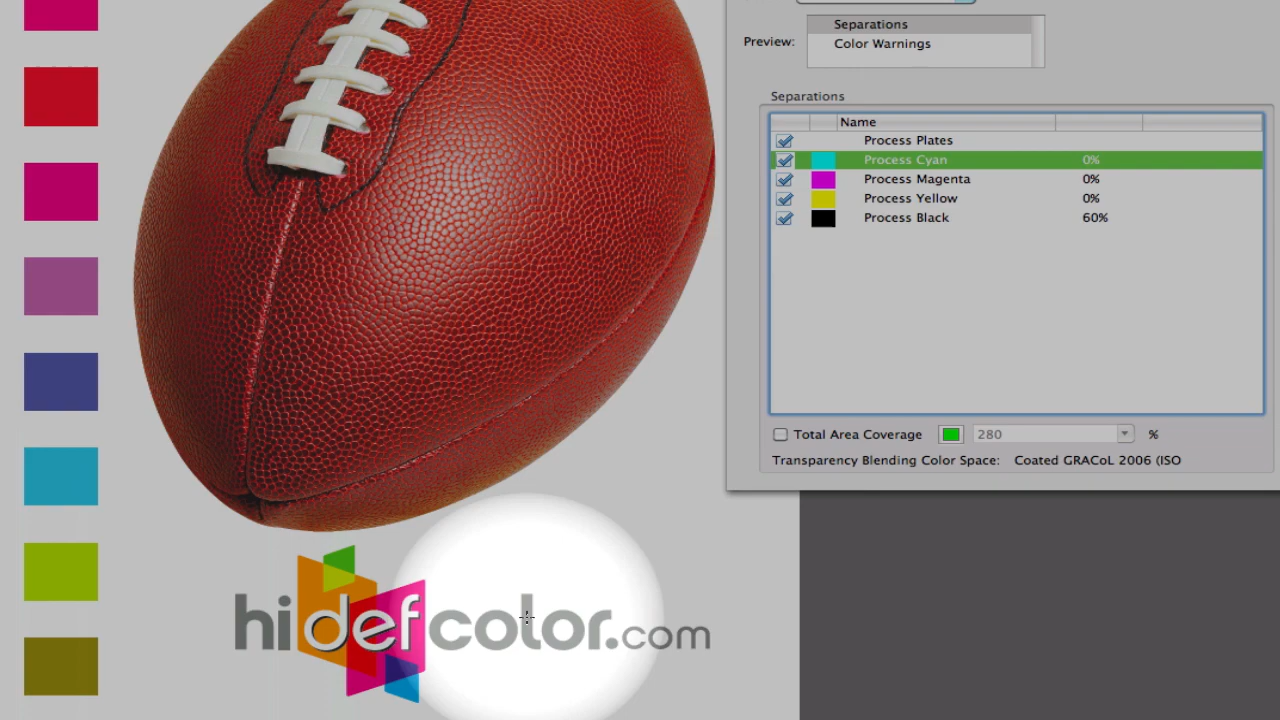 Separations
Preview:
Color Warnings
Separations
Name
Process Plates
Process Cyan 0%
Process Magenta 0%
Process Yellow 0%
Process Black 60%
Total Area Coverage 280 %
Transparency Blending Color Space: Coated GRACoL 2006 (ISO
hidefcolor.com